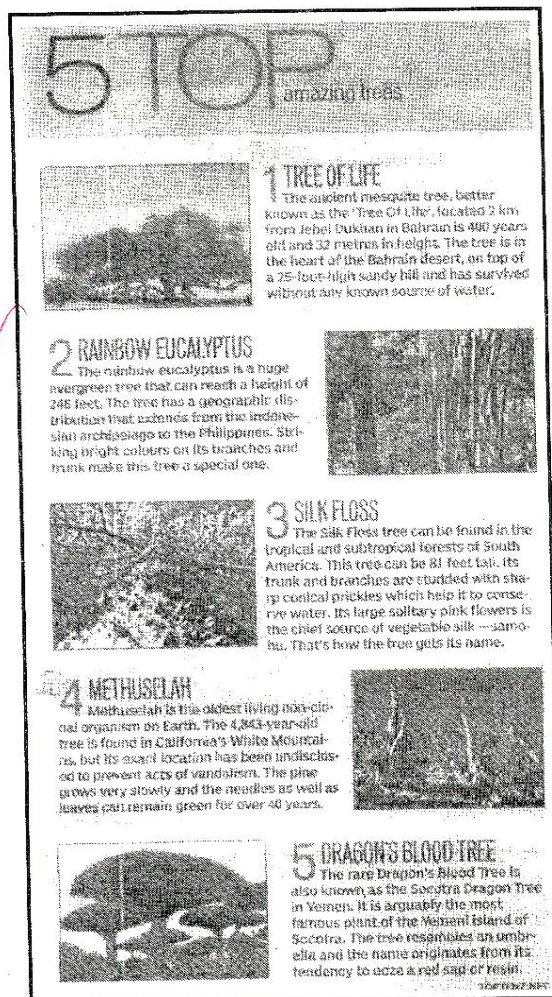 5 TOP
amazing trees
1 TREE OF LIFE
The ancient mesquite tree, better
known as the 'Tree Of Life', located 2 km
from Jebel Dukhan in Bahrain is 400 years
old and 32 metres in height. The tree is in
the heart of the Bahrain desert, on top of
a 25-foot-high sandy hill and has survived
without any known source of water.
2 RAINBOW EUCALYPTUS
The rainbow eucalyptus is a huge
evergreen tree that can reach a height of
246 feet. The tree has a geographic dis-
tribution that extends from the Indone-
sian archipelago to the Philippines. Stri-
king bright colours on its branches and
trunk make this tree a special one.
3 SILK FLOSS
The Silk Floss tree can be found in the
tropical and subtropical forests of South
America. This tree can be 81 feet tall. Its
trunk and branches are studded with sha-
rp conical prickles which help it to conse-
rve water. Its large solitary pink flowers is
the chief source of vegetable silk — samo-
hu. That's how the tree gets its name.
4 METHUSELAH
Methuselah is the oldest living non-clo-
nal organism on Earth. The 4,843-year-old
tree is found in California's White Mountai-
ns, but its exact location has been undisclos-
ed to prevent acts of vandalism. The pine
grows very slowly and the needles as well as
leaves can remain green for over 40 years.
5 DRAGON'S BLOOD TREE
The rare Dragon's Blood Tree is
also known as the Socotra Dragon Tree
in Yemen. It is arguably the most
famous plant of the Yemeni Island of
Socotra. The tree resembles an umbr-
ella and the name originates from its
tendency to ooze a red sap or resin.